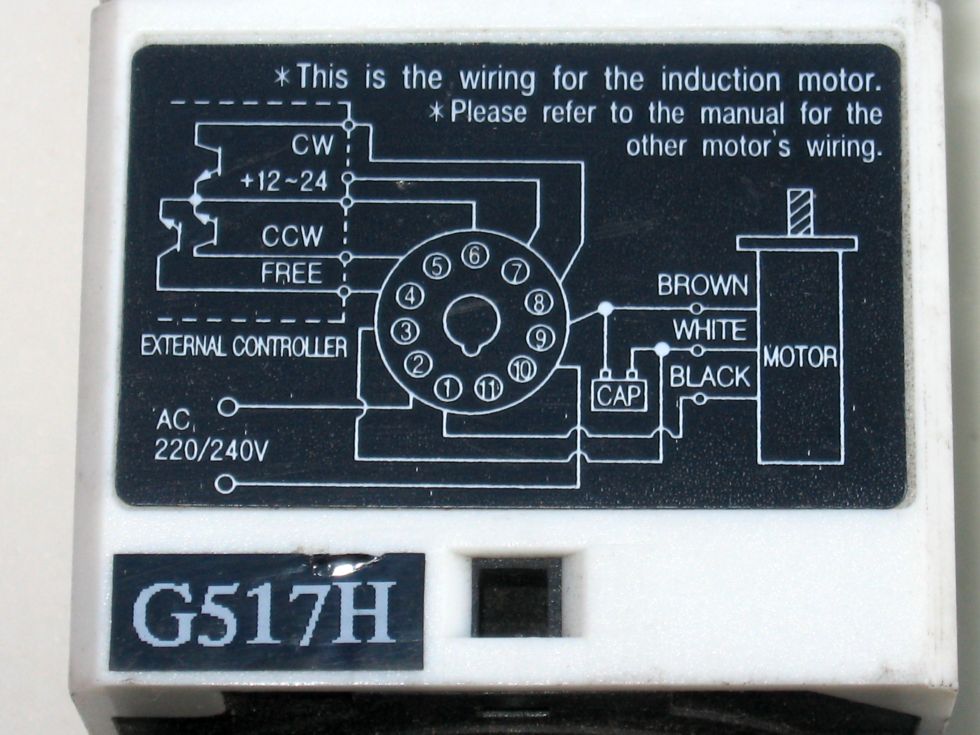 *This is the wiring for the induction motor.
*Please refer to the manual for the
other motor's wiring.
CW
+12~24
CCW
FREE
EXTERNAL CONTROLLER
5
6
7
4
8
3
9
2
10
1
11
BROWN
WHITE
BLACK
CAP
MOTOR
AC
220/240V
G517H